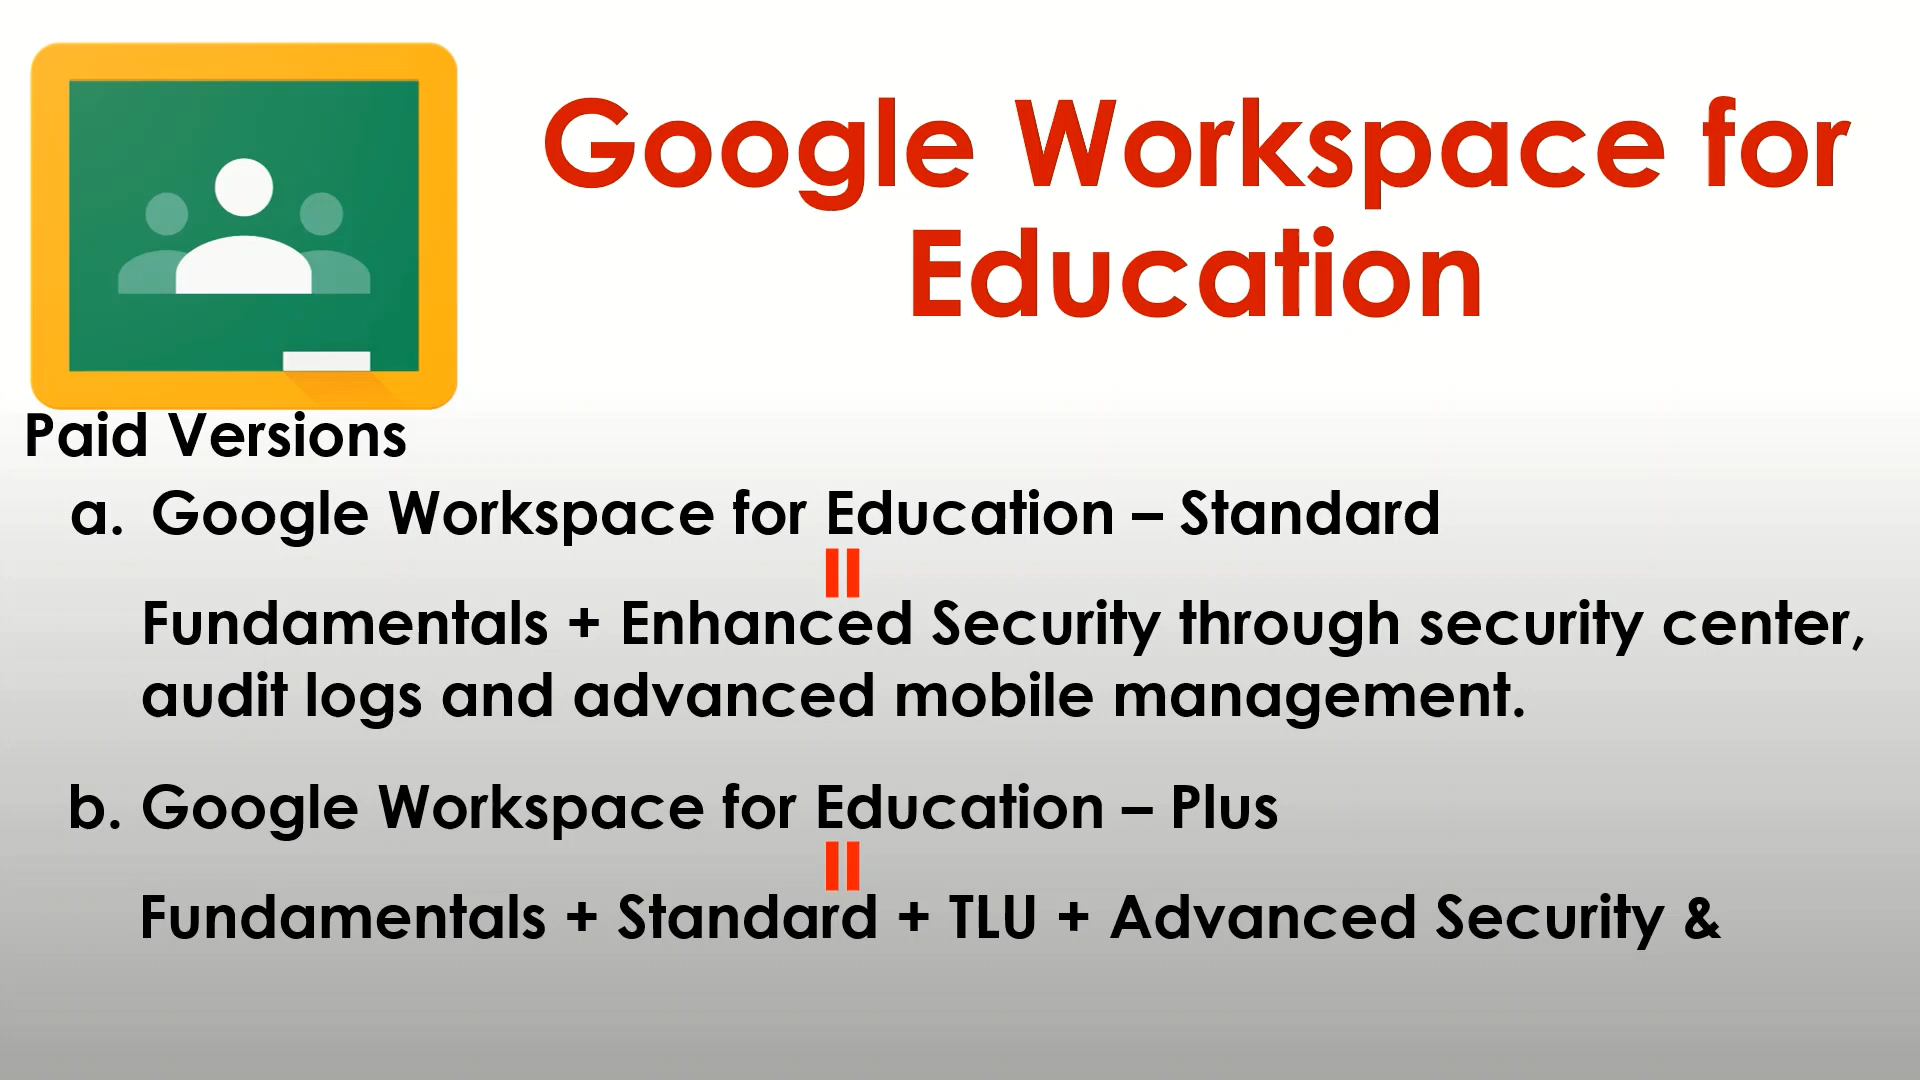 Google Workspace for
Education
Paid Versions
a. Google Workspace for Education – Standard
=
Fundamentals + Enhanced Security through security center,
audit logs and advanced mobile management.
b. Google Workspace for Education – Plus
=
Fundamentals + Standard + TLU + Advanced Security &